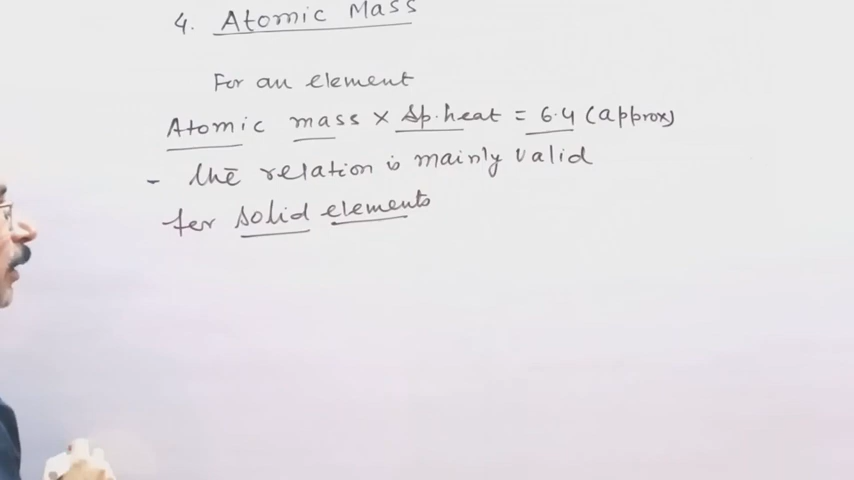 4. Atomic Mass
For an element
Atomic mass × Sp.heat = 6.4 (approx)
- The relation is mainly valid
for solid elements